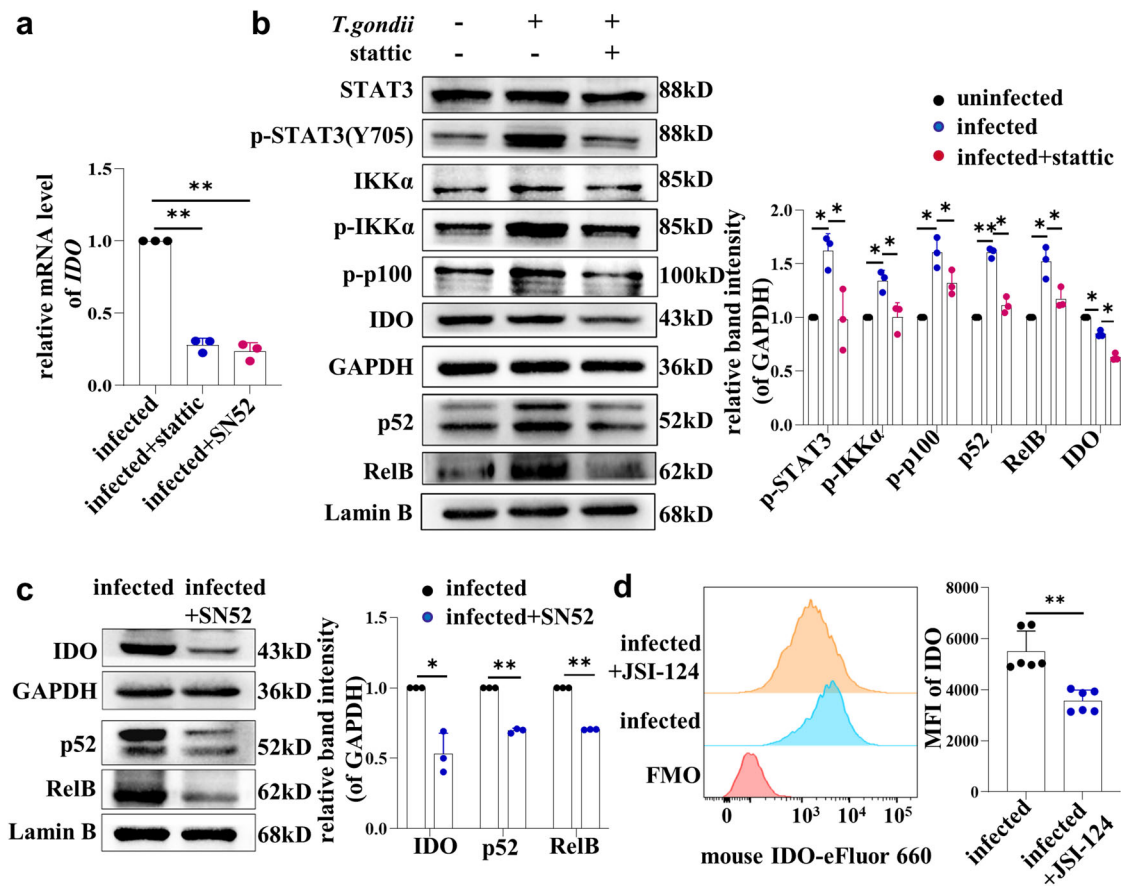 a
relative mRNA level
of IDO
1.5
1.0
0.5
0.0
**
**
infected
infected+stattic
infected+SN52
b
T.gondii - + +
stattic - - +
STAT3 88kD
p-STAT3(Y705) 88kD
IKKα 85kD
p-IKKα 85kD
p-p100 100kD
IDO 43kD
GAPDH 36kD
p52 52kD
RelB 62kD
Lamin B 68kD
uninfected
infected
infected+stattic
relative band intensity
(of GAPDH)
2.0
1.5
1.0
0.5
0.0
* * * * * * ** * * * * *
p-STAT3
p-IKKα
p-p100
p52
RelB
IDO
c
infected infected
+SN52
IDO 43kD
GAPDH 36kD
p52 52kD
RelB 62kD
Lamin B 68kD
infected
infected+SN52
relative band intensity
(of GAPDH)
1.5
1.0
0.5
0.0
* ** **
IDO p52 RelB
d
infected
+JSI-124
infected
FMO
0 10³ 10⁴ 10⁵
mouse IDO-eFluor 660
MFI of IDO
8000
6000
4000
2000
0
**
infected
infected
+JSI-124